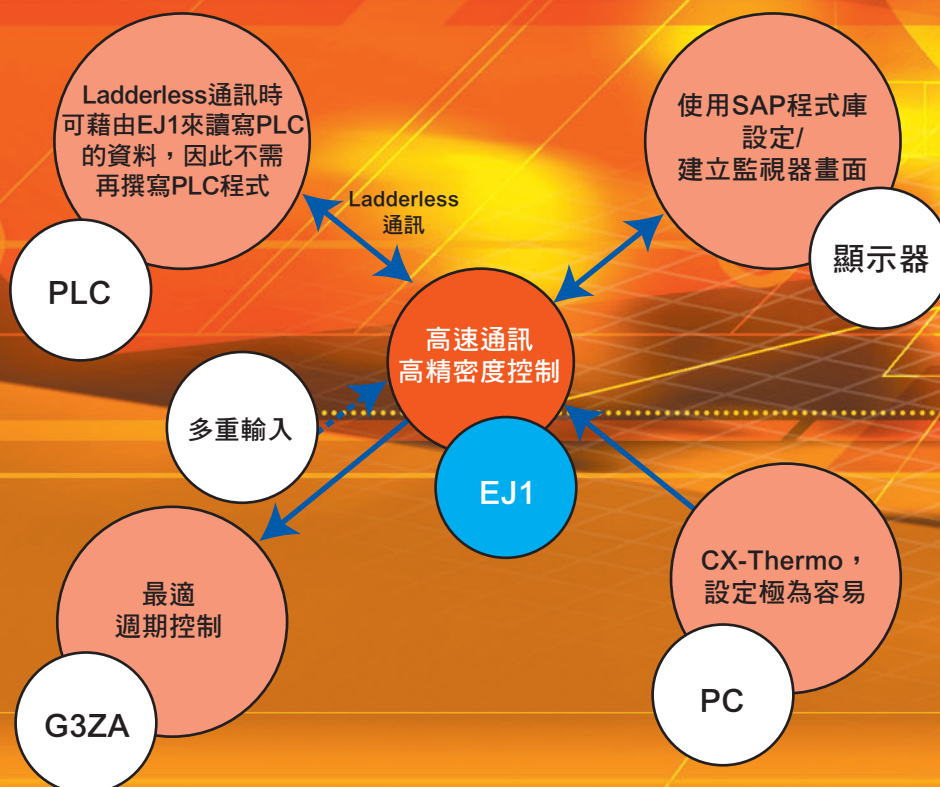 Ladderless通訊時
可藉由EJ1來讀寫PLC
的資料，因此不需
再撰寫PLC程式
PLC
Ladderless
通訊
使用SAP程式庫
設定/
建立監視器畫面
顯示器
高速通訊
高精密度控制
EJ1
多重輸入
最適
週期控制
G3ZA
CX-Thermo，
設定極為容易
PC